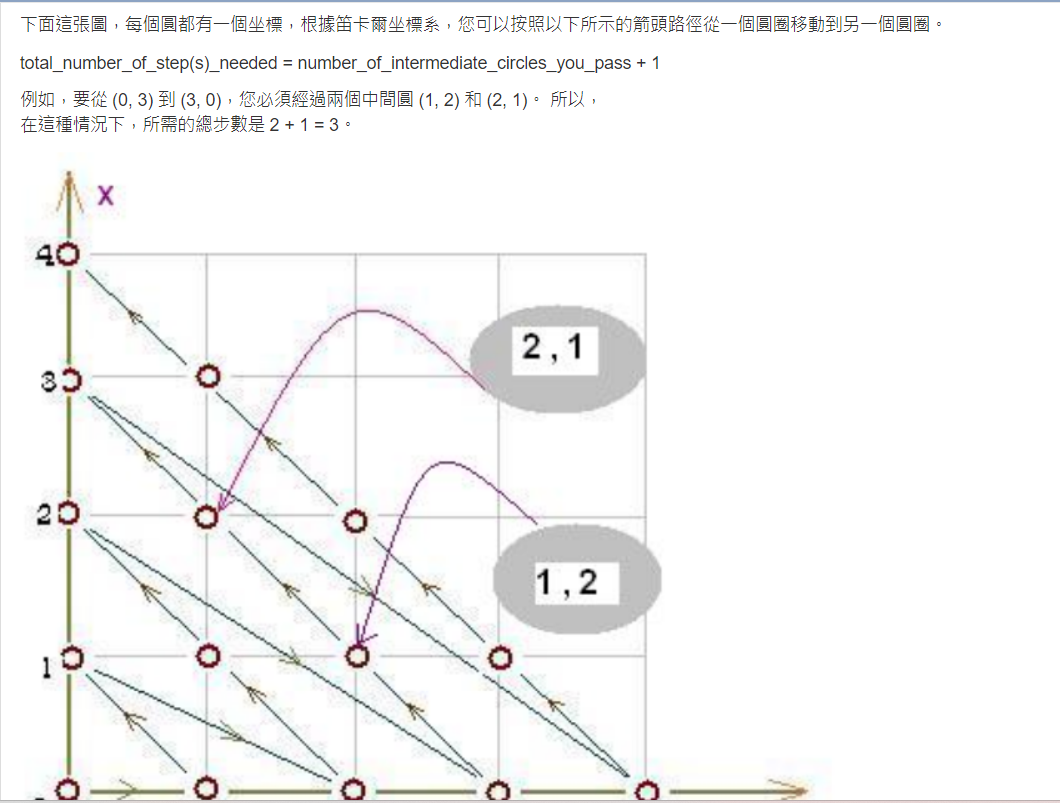 下面這張圖，每個圓都有一個坐標，根據笛卡爾坐標系，您可以按照以下所示的箭頭路徑從一個圓圈移動到另一個圓圈。
total_number_of_step(s)_needed = number_of_intermediate_circles_you_pass + 1
例如，要從 (0, 3) 到 (3, 0)，您必須經過兩個中間圓 (1, 2) 和 (2, 1)。 所以，
在這種情況下，所需的總步數是 2 + 1 = 3。
X
4
2 , 1
3
2
1 , 2
1